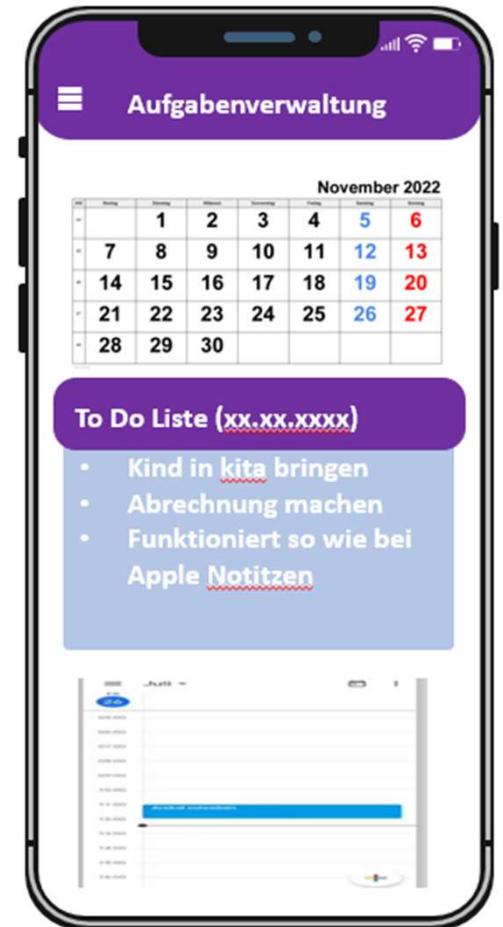 Aufgabenverwaltung
November 2022
1 2 3 4 5 6
7 8 9 10 11 12 13
14 15 16 17 18 19 20
21 22 23 24 25 26 27
28 29 30
To Do Liste (xx.xx.xxxx)
• Kind in kita bringen
• Abrechnung machen
• Funktioniert so wie bei
Apple Notitzen
Juli
26